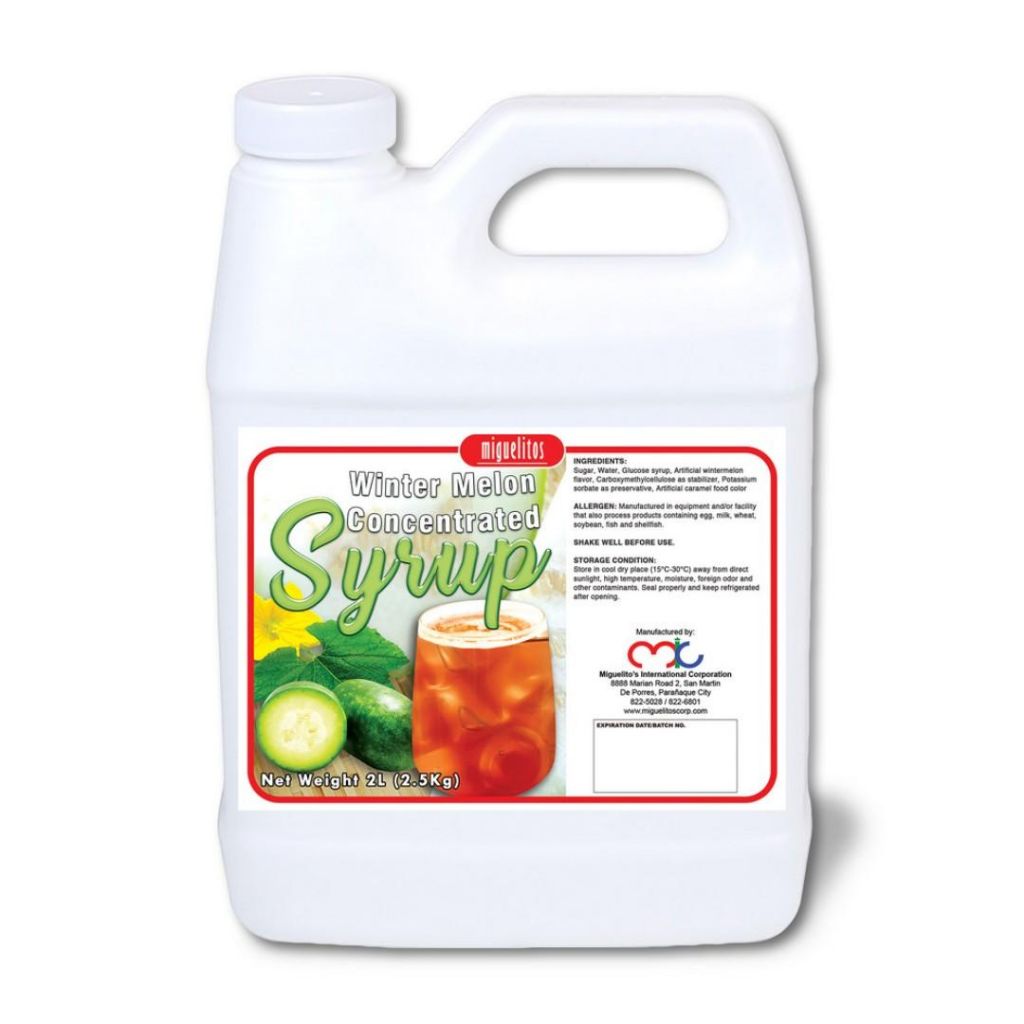 miguelitos
Winter Melon
Concentrated
Syrup
Net Weight 2L (2.5Kg)
INGREDIENTS:
Sugar, Water, Glucose syrup, Artificial wintermelon
flavor, Carboxymethylcellulose as stabilizer, Potassium
sorbate as preservative, Artificial caramel food color
ALLERGEN: Manufactured in equipment and/or facility
that also process products containing egg, milk, wheat,
soybean, fish and shellfish.
SHAKE WELL BEFORE USE.
STORAGE CONDITION:
Store in cool dry place (15°C-30°C) away from direct
sunlight, high temperature, moisture, foreign odor and
other contaminants. Seal properly and keep refrigerated
after opening.
Manufactured by:
mic
Miguelito's International Corporation
8888 Marian Road 2, San Martin
De Porres, Parañaque City
822-5028 / 822-6801
www.miguelitoscorp.com
EXPIRATION DATE/BATCH NO.